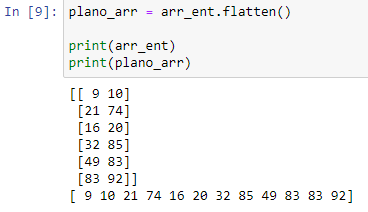 In [9]: plano_arr = arr_ent.flatten()
print(arr_ent)
print(plano_arr)
[[ 9 10]
[21 74]
[16 20]
[32 85]
[49 83]
[83 92]]
[ 9 10 21 74 16 20 32 85 49 83 83 92]